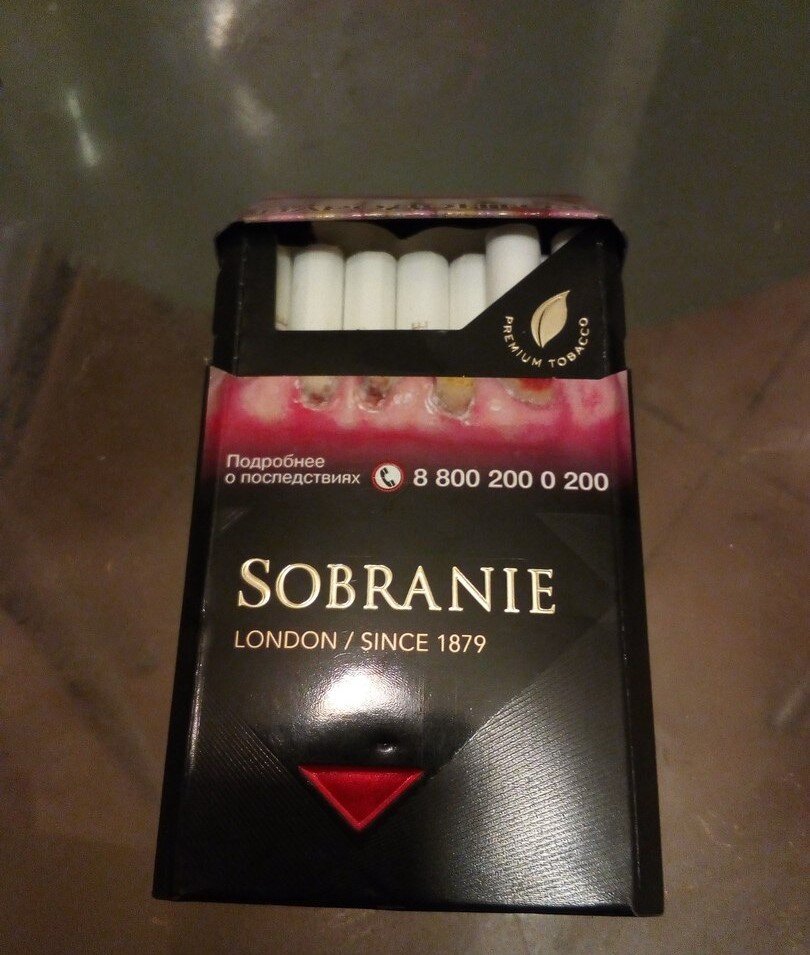 PREMIUM TOBACCO
Подробнее
о последствиях
8 800 200 0 200
SOBRANIE
LONDON / SINCE 1879